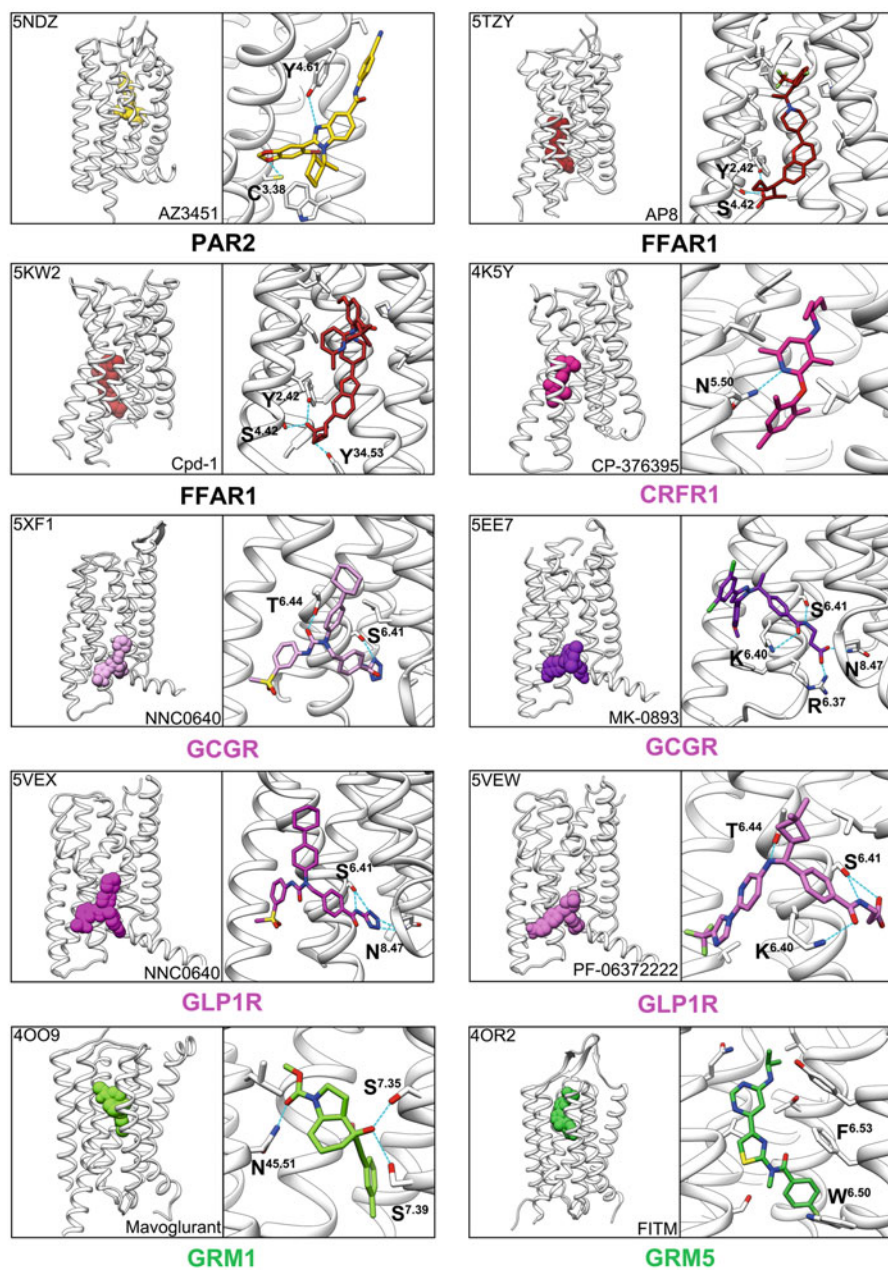 5NDZ
Y4.61
C3.38
AZ3451
PAR2
5TZY
Y2.42
S4.42
AP8
FFAR1
5KW2
Y2.42
S4.42
Y34.53
Cpd-1
FFAR1
4K5Y
N5.50
CP-376395
CRFR1
5XF1
T6.44
S6.41
NNC0640
GCGR
5EE7
S6.41
K6.40
N8.47
R6.37
MK-0893
GCGR
5VEX
S6.41
N8.47
NNC0640
GLP1R
5VEW
T6.44
S6.41
K6.40
PF-06372222
GLP1R
4OO9
S7.35
N45.51
S7.39
Mavoglurant
GRM1
4OR2
F6.53
W6.50
FITM
GRM5